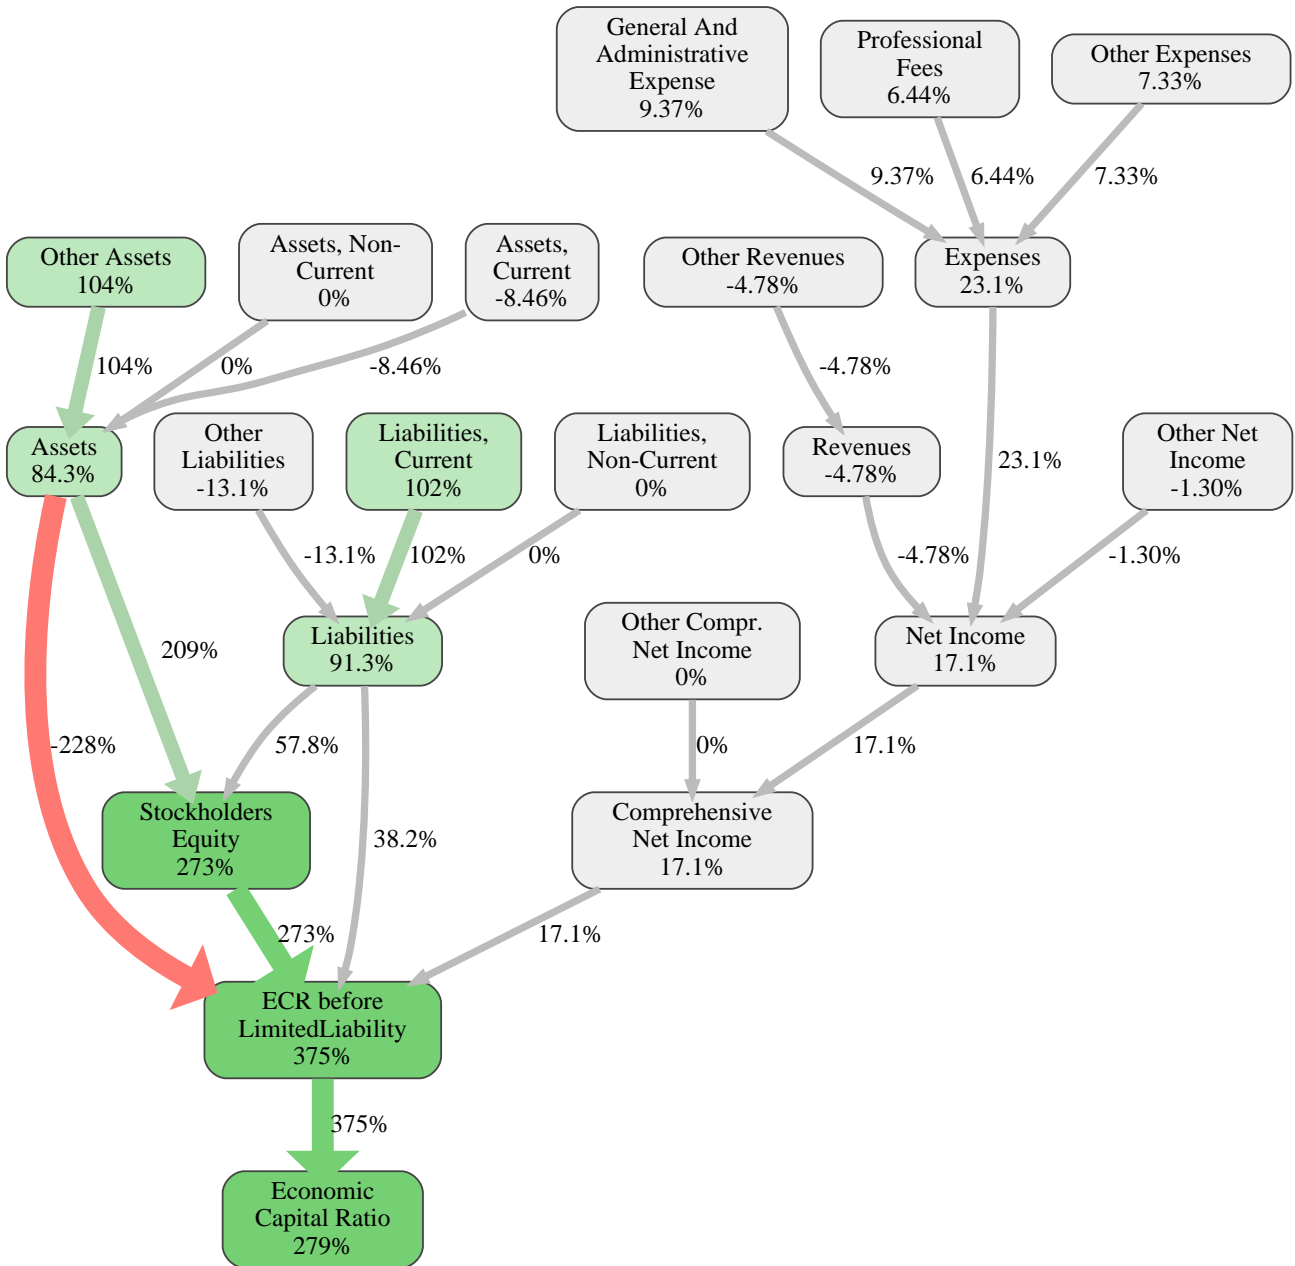 General And
Administrative
Expense
9.37%
Professional
Fees
6.44%
Other Expenses
7.33%
9.37%
6.44%
7.33%
Other Assets
104%
Assets, Non-
Current
0%
Assets,
Current
-8.46%
Other Revenues
-4.78%
Expenses
23.1%
104%
0%
-8.46%
-4.78%
Assets
84.3%
Other
Liabilities
-13.1%
Liabilities,
Current
102%
Liabilities,
Non-Current
0%
Revenues
-4.78%
23.1%
Other Net
Income
-1.30%
-13.1%
102%
0%
-4.78%
-1.30%
209%
Liabilities
91.3%
Other Compr.
Net Income
0%
Net Income
17.1%
-228%
57.8%
0%
17.1%
Stockholders
Equity
273%
38.2%
Comprehensive
Net Income
17.1%
273%
17.1%
ECR before
LimitedLiability
375%
375%
Economic
Capital Ratio
279%